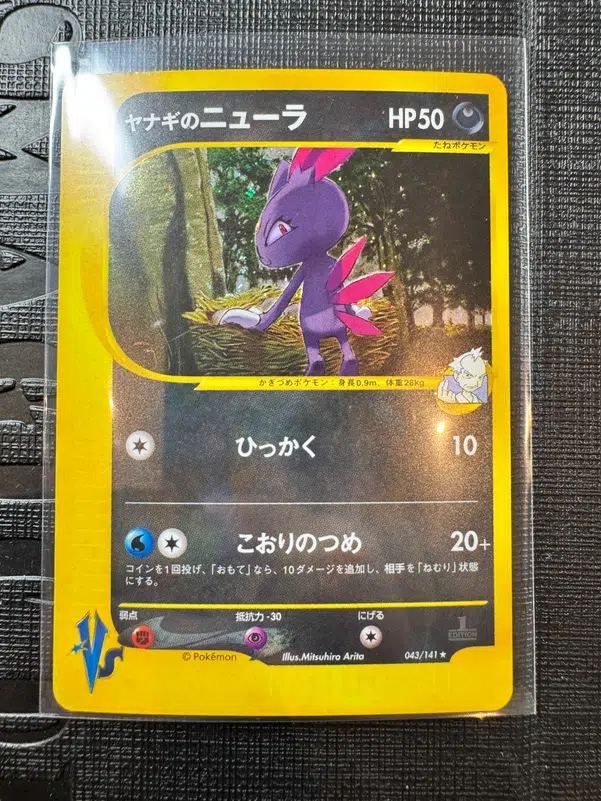 ヤナギのニューラ HP50
たねポケモン
かぎづめポケモン：身長0.9m、体重28kg
ひっかく 10
こおりのつめ 20+
コインを1回投げ、「おもて」なら、10ダメージを追加し、相手を「ねむり」状態
にする。
弱点 抵抗力-30 にげる
1
EDITION
VS
© Pokémon Illus.Mitsuhiro Arita 043/141★